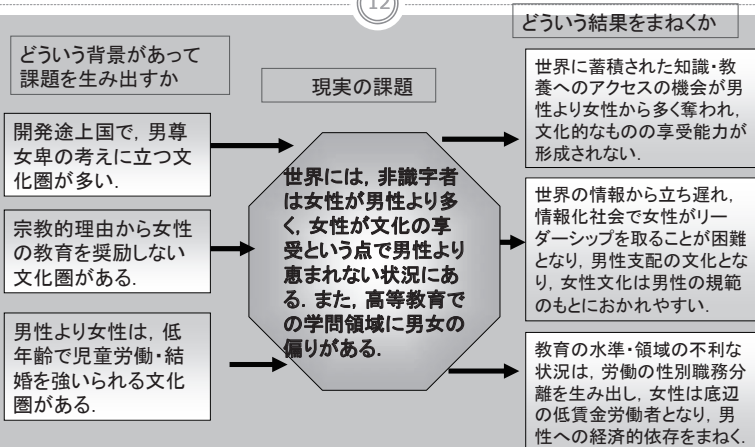 12
どういう背景があって
課題を生み出すか
開発途上国で，男尊
女卑の考えに立つ文
化圏が多い．
宗教的理由から女性
の教育を奨励しない
文化圏がある．
男性より女性は，低
年齢で児童労働・結
婚を強いられる文化
圏がある．
現実の課題
世界には，非識字者
は女性が男性より多
く，女性が文化の享
受という点で男性より
恵まれない状況にあ
る．また，高等教育で
の学問領域に男女の
偏りがある．
どういう結果をまねくか
世界に蓄積された知識・教
養へのアクセスの機会が男
性より女性から多く奪われ，
文化的なものの享受能力が
形成されない．
世界の情報から立ち遅れ，
情報化社会で女性がリー
ダーシップを取ることが困難
となり，男性支配の文化とな
り，女性文化は男性の規範
のもとにおかれやすい．
教育の水準・領域の不利な
状況は，労働の性別職務分
離を生み出し，女性は底辺
の低賃金労働者となり，男
性への経済的依存をまねく．